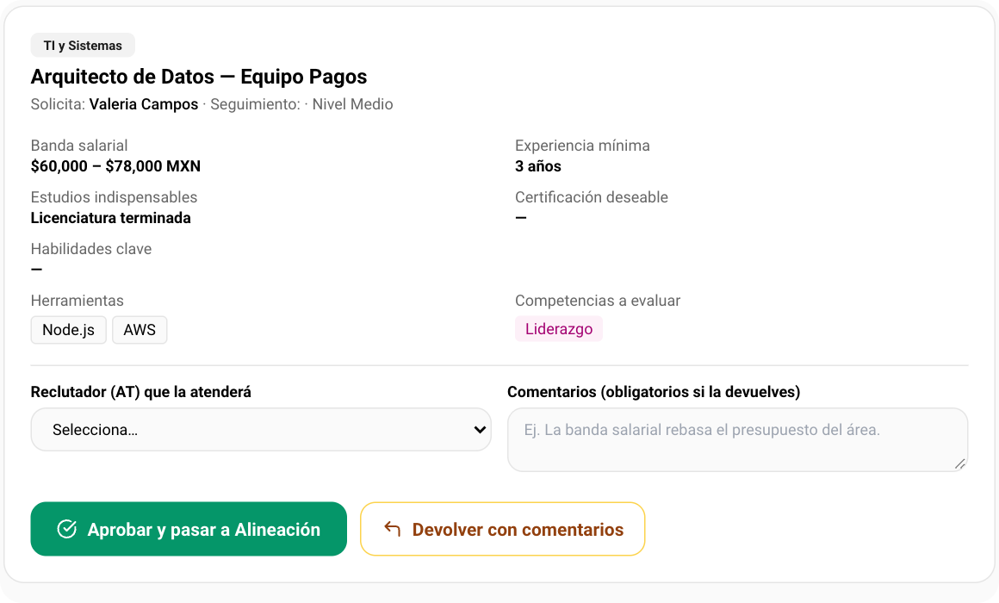 TI y Sistemas
Arquitecto de Datos — Equipo Pagos
Solicita: Valeria Campos · Seguimiento: · Nivel Medio
Banda salarial
$60,000 – $78,000 MXN
Experiencia mínima
3 años
Estudios indispensables
Licenciatura terminada
Certificación deseable
—
Habilidades clave
—
Herramientas
Node.js AWS
Competencias a evaluar
Liderazgo
Reclutador (AT) que la atenderá
Selecciona...
Comentarios (obligatorios si la devuelves)
Ej. La banda salarial rebasa el presupuesto del área.
Aprobar y pasar a Alineación
Devolver con comentarios